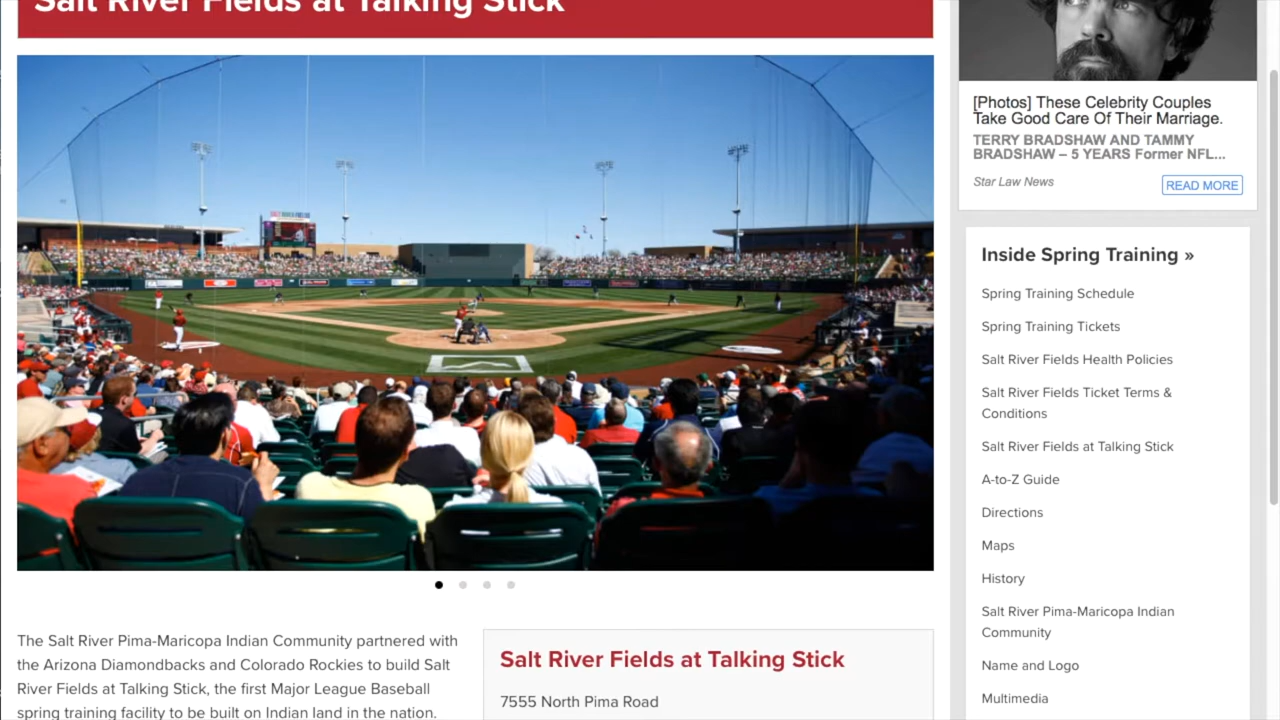 Salt River Fields at Talking Stick
[Photos] These Celebrity Couples
Take Good Care Of Their Marriage.
TERRY BRADSHAW AND TAMMY
BRADSHAW – 5 YEARS Former NFL...
Star Law News
READ MORE
Inside Spring Training »
Spring Training Schedule
Spring Training Tickets
Salt River Fields Health Policies
Salt River Fields Ticket Terms &
Conditions
Salt River Fields at Talking Stick
A-to-Z Guide
Directions
Maps
History
Salt River Pima-Maricopa Indian
Community
Name and Logo
Multimedia
The Salt River Pima-Maricopa Indian Community partnered with
the Arizona Diamondbacks and Colorado Rockies to build Salt
River Fields at Talking Stick, the first Major League Baseball
spring training facility to be built on Indian land in the nation.
Salt River Fields at Talking Stick
7555 North Pima Road